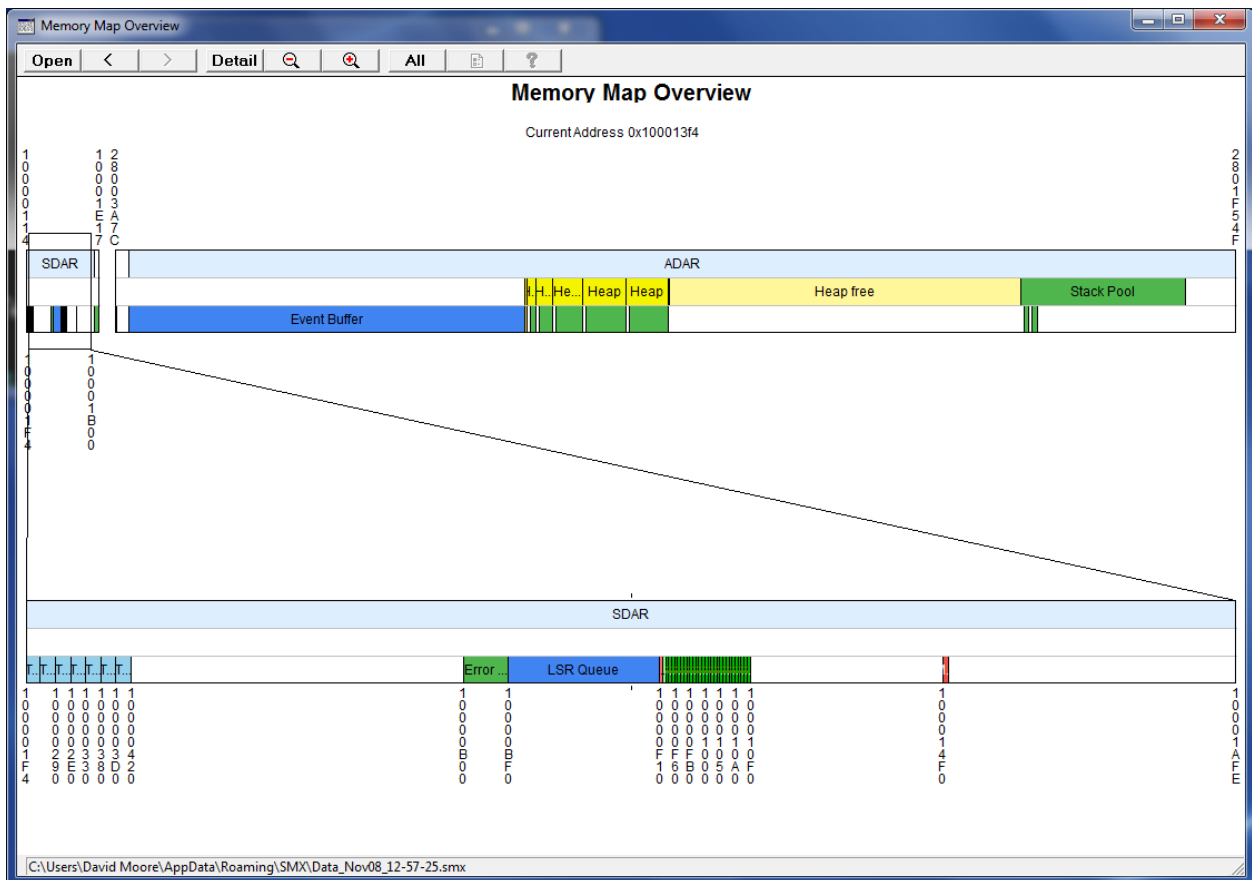 Memory Map Overview
Open < > Detail All ?
Memory Map Overview
Current Address 0x100013f4
10000114 10001E17 28003A7C 2801F54F
SDAR ADAR
H. H.. He... Heap Heap Heap free Stack Pool
Event Buffer
100001F4 10001B00
SDAR
T... T... T... T... T... T... T... Error ... LSR Queue
100001F4 10000290 100002E0 10000330 10000380 100003D0 10000420 10000B00 10000BF0 10000F10 10000F60 10000FB0 10001000 10001050 100010A0 100010F0 100014F0 10001AFE
C:\Users\David Moore\AppData\Roaming\SMX\Data_Nov08_12-57-25.smx